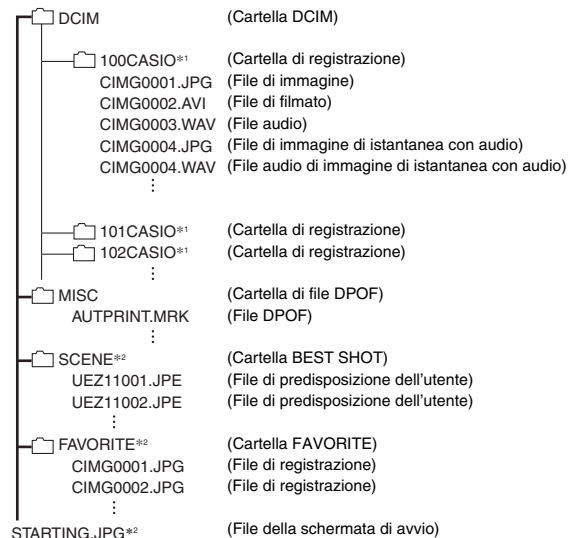 DCIM (Cartella DCIM)
100CASIO*1 (Cartella di registrazione)
CIMG0001.JPG (File di immagine)
CIMG0002.AVI (File di filmato)
CIMG0003.WAV (File audio)
CIMG0004.JPG (File di immagine di istantanea con audio)
CIMG0004.WAV (File audio di immagine di istantanea con audio)
101CASIO*1 (Cartella di registrazione)
102CASIO*1 (Cartella di registrazione)
MISC (Cartella di file DPOF)
AUTPRINT.MRK (File DPOF)
SCENE*2 (Cartella BEST SHOT)
UEZ11001.JPE (File di predisposizione dell'utente)
UEZ11002.JPE (File di predisposizione dell'utente)
FAVORITE*2 (Cartella FAVORITE)
CIMG0001.JPG (File di registrazione)
CIMG0002.JPG (File di registrazione)
STARTING.JPG*2 (File della schermata di avvio)